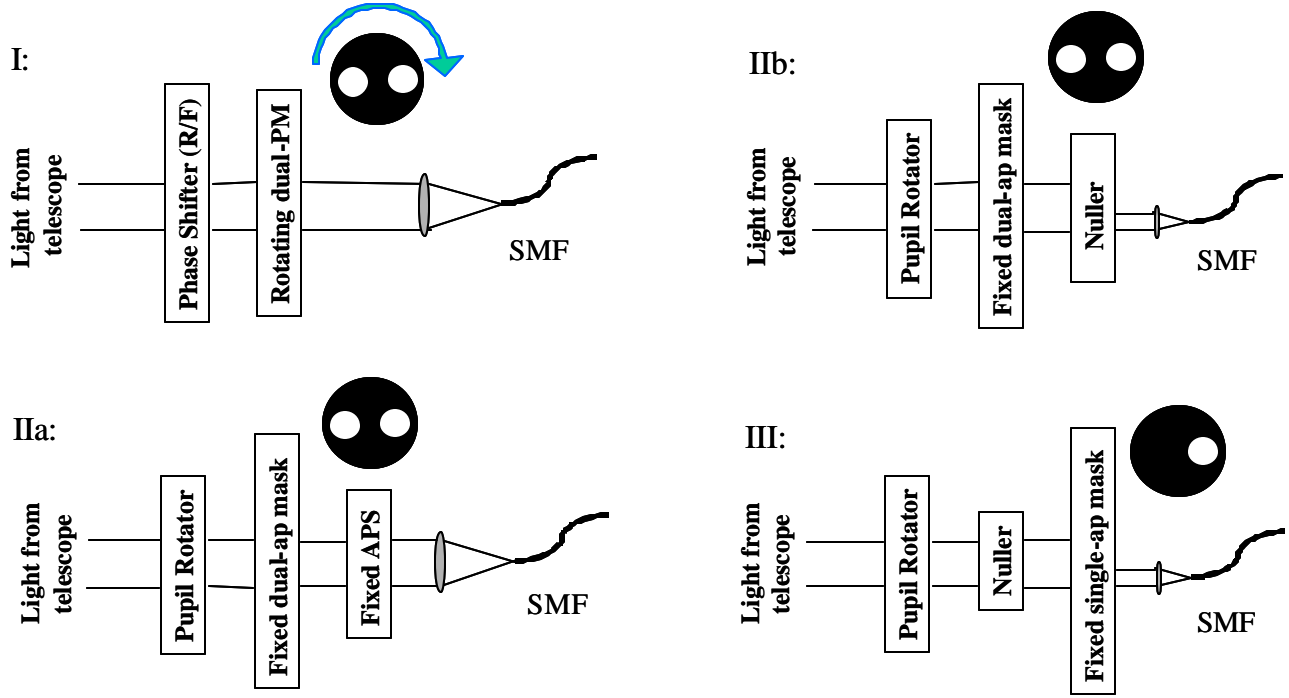 I:
Light from
telescope
Phase Shifter (R/F)
Rotating dual-PM
SMF
IIb:
Light from
telescope
Pupil Rotator
Fixed dual-ap mask
Nuller
SMF
IIa:
Light from
telescope
Pupil Rotator
Fixed dual-ap mask
Fixed APS
SMF
III:
Light from
telescope
Pupil Rotator
Nuller
Fixed single-ap mask
SMF